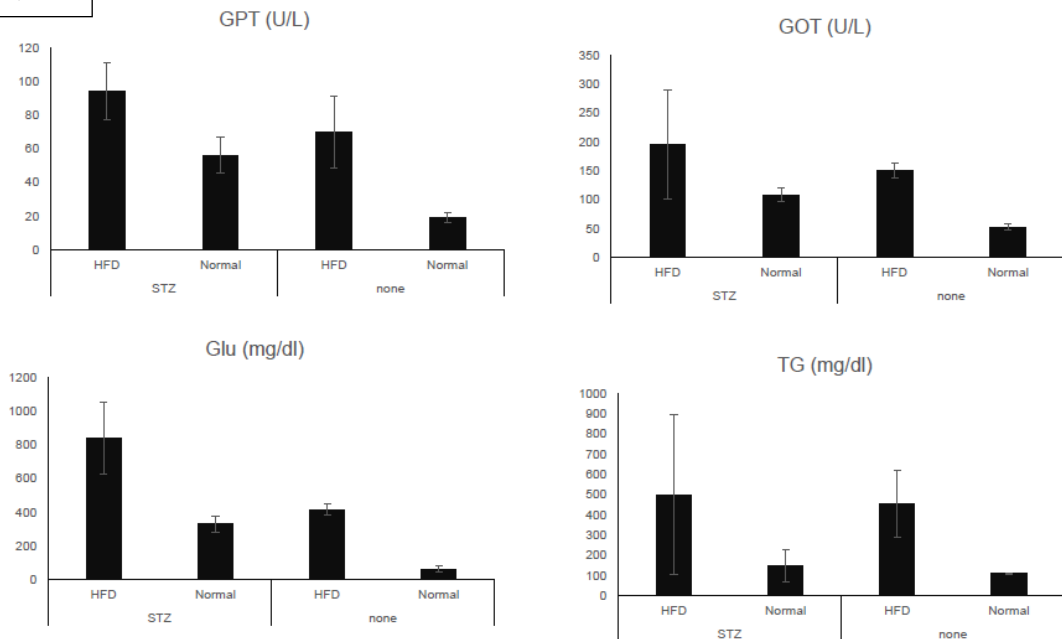 GPT (U/L)
120
100
80
60
40
20
0
HFD Normal HFD Normal
STZ none
GOT (U/L)
350
300
250
200
150
100
50
0
HFD Normal HFD Normal
STZ none
Glu (mg/dl)
1200
1000
800
600
400
200
0
HFD Normal HFD Normal
STZ none
TG (mg/dl)
1000
900
800
700
600
500
400
300
200
100
0
HFD Normal HFD Normal
STZ none